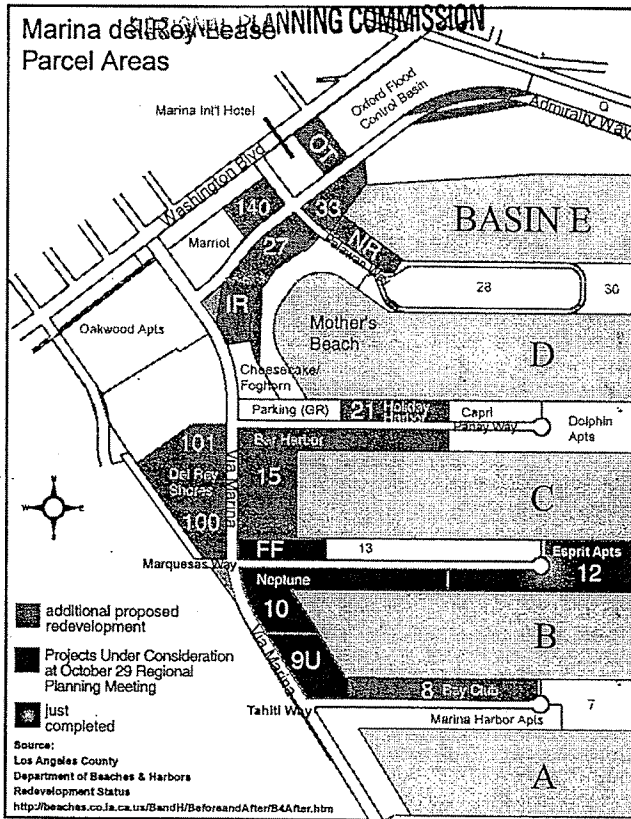 REGIONAL PLANNING COMMISSION
Marina del Rey Lease
Parcel Areas
Marina Int'l Hotel
Oxford Flood
Control Basin
Admiralty Way
Washington Blvd
OT
140
33
BASIN E
Marriol
27
NR
IR
28
30
Oakwood Apts
Mother's
Beach
D
Cheesecake/
Foghorn
Parking (GR)
21 Holiday
Harbor
Capri
Panay Way
Dolphin
Apts
101
Bar Harbor
Del Rey
Shores
Via Marina
15
C
100
FF
13
Esprit Apts
12
Marquesas Way
Neptune
10
B
additional proposed
redevelopment
Projects Under Consideration
at October 29 Regional
Planning Meeting
9U
Via Marina
8 Bay Club
7
just
completed
Tahiti Way
Marina Harbor Apts
A
Source:
Los Angeles County
Department of Beaches & Harbors
Redevelopment Status
http://beaches.co.la.ca.us/BandH/BeforeandAfter/B4After.htm
N
W
E
S